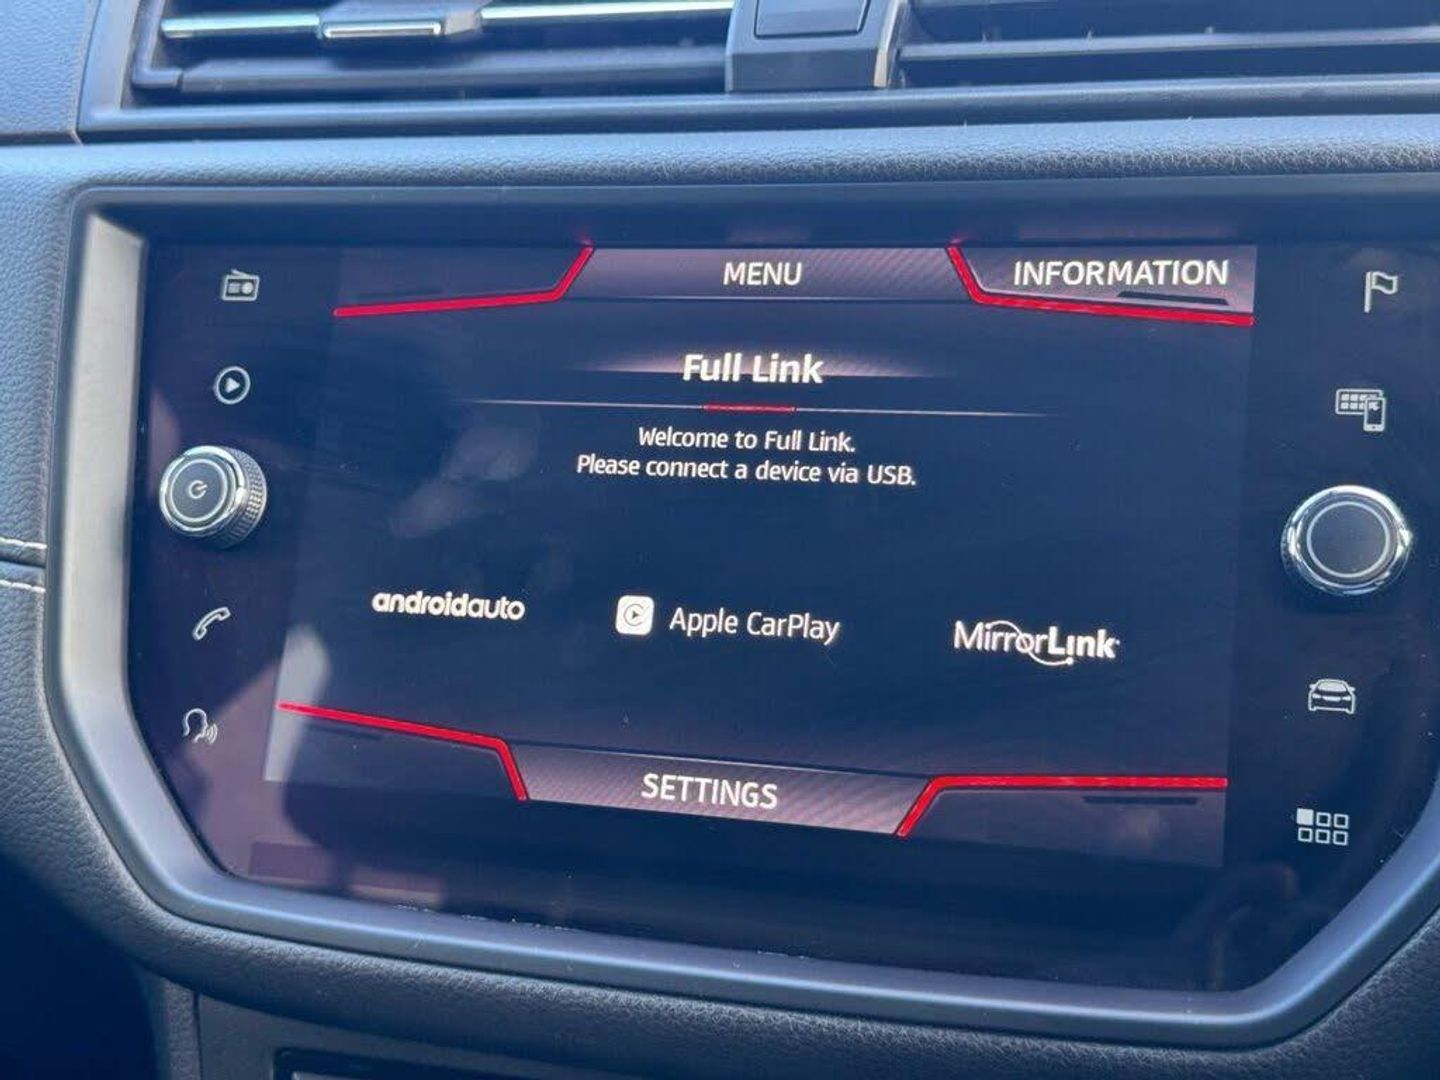 MENU
INFORMATION
Full Link
Welcome to Full Link.
Please connect a device via USB.
androidauto
Apple CarPlay
MirrorLink
SETTINGS